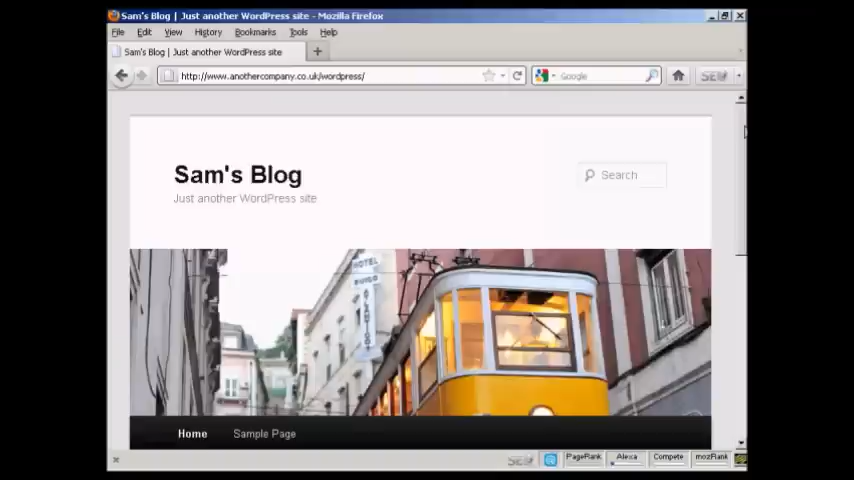 Sam's Blog | Just another WordPress site - Mozilla Firefox
File Edit View History Bookmarks Tools Help
Sam's Blog | Just another WordPress site
http://www.anothercompany.co.uk/wordpress/
Google
Sam's Blog
Just another WordPress site
Search
HOTEL
Home Sample Page
PageRank Alexa Compete mozRank